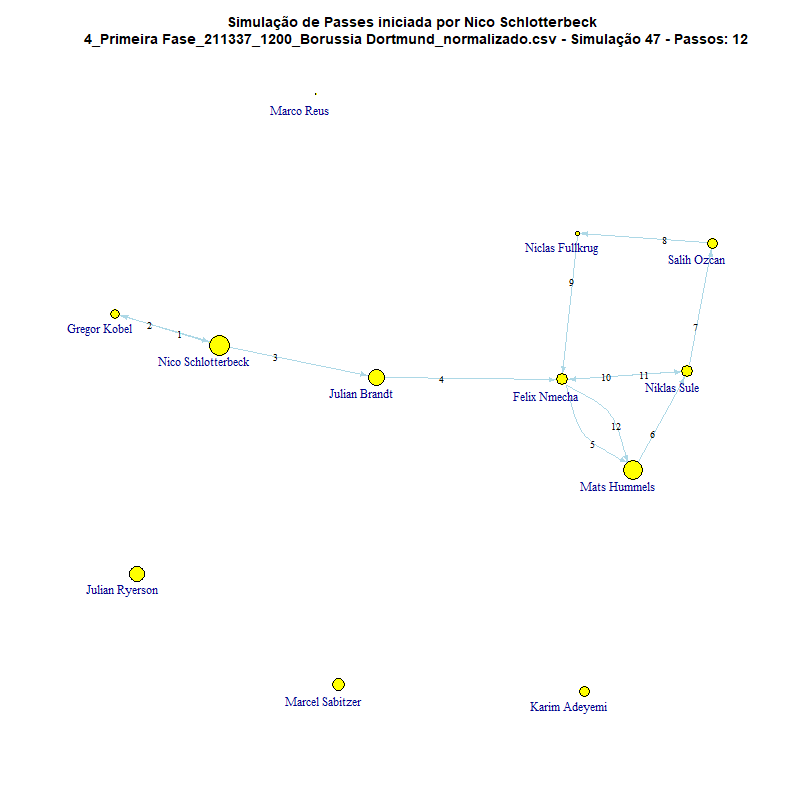 Simulação de Passes iniciada por Nico Schlotterbeck
4_Primeira Fase_211337_1200_Borussia Dortmund_normalizado.csv - Simulação 47 - Passos: 12
Marco Reus
Niclas Fullkrug
8
Salih Ozcan
9
Gregor Kobel
2
1
7
Nico Schlotterbeck
3
Julian Brandt
4
10
11
Felix Nmecha
Niklas Sule
12
5
6
Mats Hummels
Julian Ryerson
Marcel Sabitzer
Karim Adeyemi